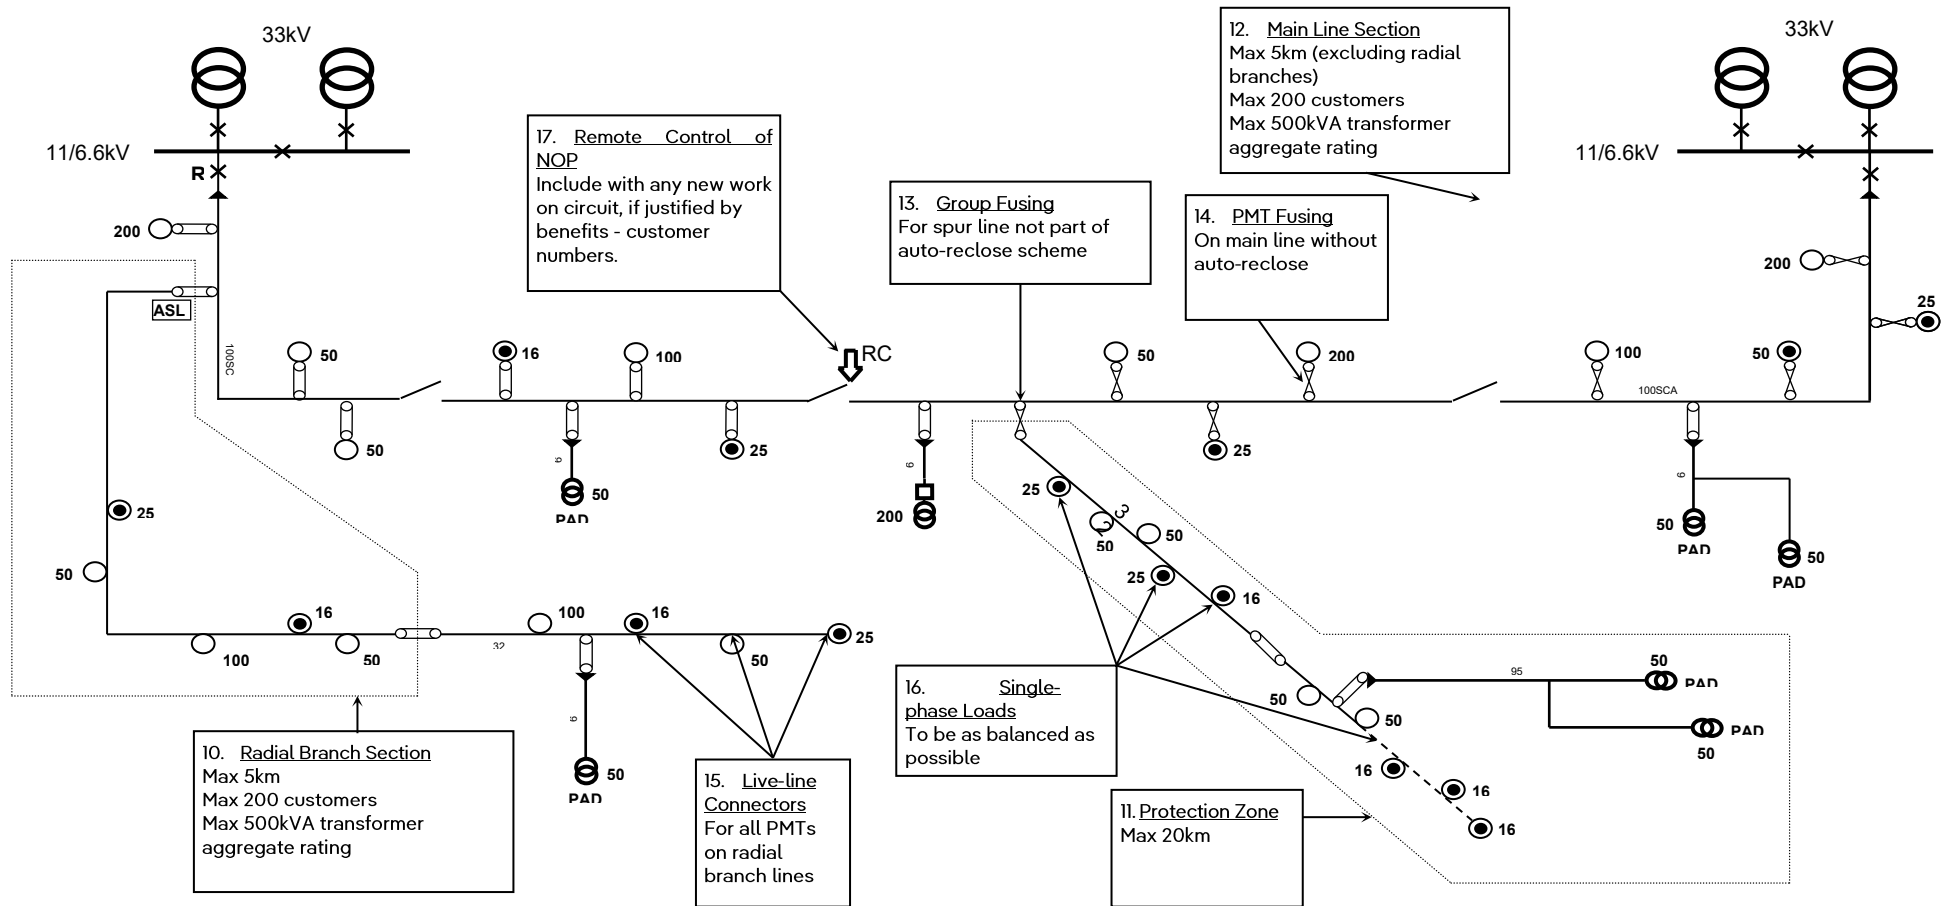 33kV
33kV
11/6.6kV
11/6.6kV
R
12. Main Line Section
Max 5km (excluding radial
branches)
Max 200 customers
Max 500kVA transformer
aggregate rating
17. Remote Control of
NOP
Include with any new work
on circuit, if justified by
benefits - customer
numbers.
13. Group Fusing
For spur line not part of
auto-reclose scheme
14. PMT Fusing
On main line without
auto-reclose
200
ASL
100SC
50
50
16
100
RC
50
PAD
25
9
9
200
50
200
25
100
50
100SCA
200
25
9
50
PAD
50
PAD
25
50
100
16
50
32
100
16
50
25
9
50
PAD
25
50
3
2
50
25
16
50
50
95
50
PAD
PAD
50
16
16
16
10. Radial Branch Section
Max 5km
Max 200 customers
Max 500kVA transformer
aggregate rating
15. Live-line
Connectors
For all PMTs
on radial
branch lines
16. Single-
phase Loads
To be as balanced as
possible
11. Protection Zone
Max 20km